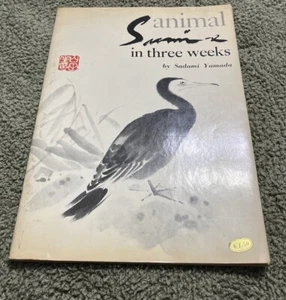 animal
Sumi-e
in three weeks
by Sadami Yamada